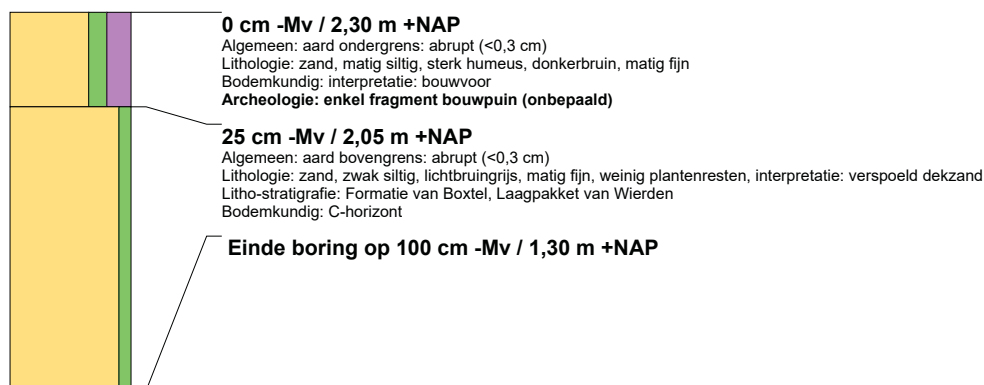 0 cm -Mv / 2,30 m +NAP
Algemeen: aard ondergrens: abrupt (<0,3 cm)
Lithologie: zand, matig siltig, sterk humeus, donkerbruin, matig fijn
Bodemkundig: interpretatie: bouwvoor
Archeologie: enkel fragment bouwpuin (onbepaald)
25 cm -Mv / 2,05 m +NAP
Algemeen: aard bovengrens: abrupt (<0,3 cm)
Lithologie: zand, zwak siltig, lichtbruingrijs, matig fijn, weinig plantenresten, interpretatie: verspoeld dekzand
Litho-stratigrafie: Formatie van Boxtel, Laagpakket van Wierden
Bodemkundig: C-horizont
Einde boring op 100 cm -Mv / 1,30 m +NAP